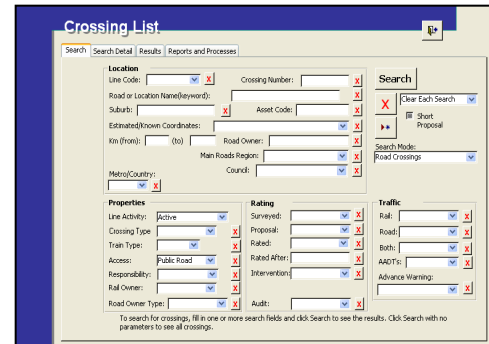 Crossing List
Search Search Detail Results Reports and Processes
Location
Line Code: X Crossing Number: X
Road or Location Name(keyword): X
Suburb: X Asset Code: X
Estimated/Known Coordinates: X
Km (from): (to) Road Owner: X
Main Roads Region: X
Metro/Country: Council: X
X
Search
X Clear Each Search
Short
Proposal
Search Mode:
Road Crossings
Properties
Line Activity: Active
Crossing Type X
Train Type: X
Access: Public Road X
Responsibility: X
Rail Owner: X
Road Owner Type: X
Rating
Surveyed: X
Proposal: X
Rated: X
Rated After: X
Intervention: X
Audit: X
Traffic
Rail: X
Road: X
Both: X
AADT's: X
Advance Warning:
X
To search for crossings, fill in one or more search fields and click Search to see the results. Click Search with no
parameters to see all crossings.